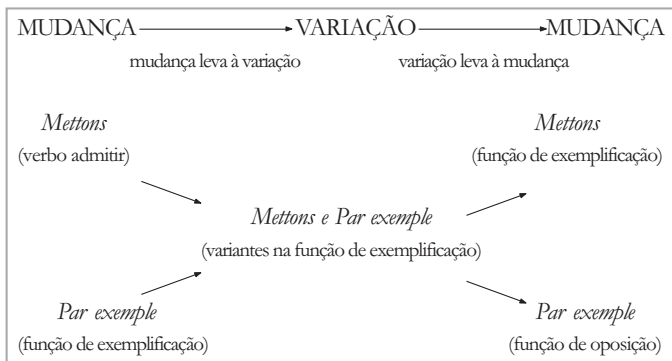 MUDANÇA VARIAÇÃO MUDANÇA
mudança leva à variação variação leva à mudança
Mettons Mettons
(verbo admitir) (função de exemplificação)
Mettons e Par exemple
(variantes na função de exemplificação)
Par exemple Par exemple
(função de exemplificação) (função de oposição)